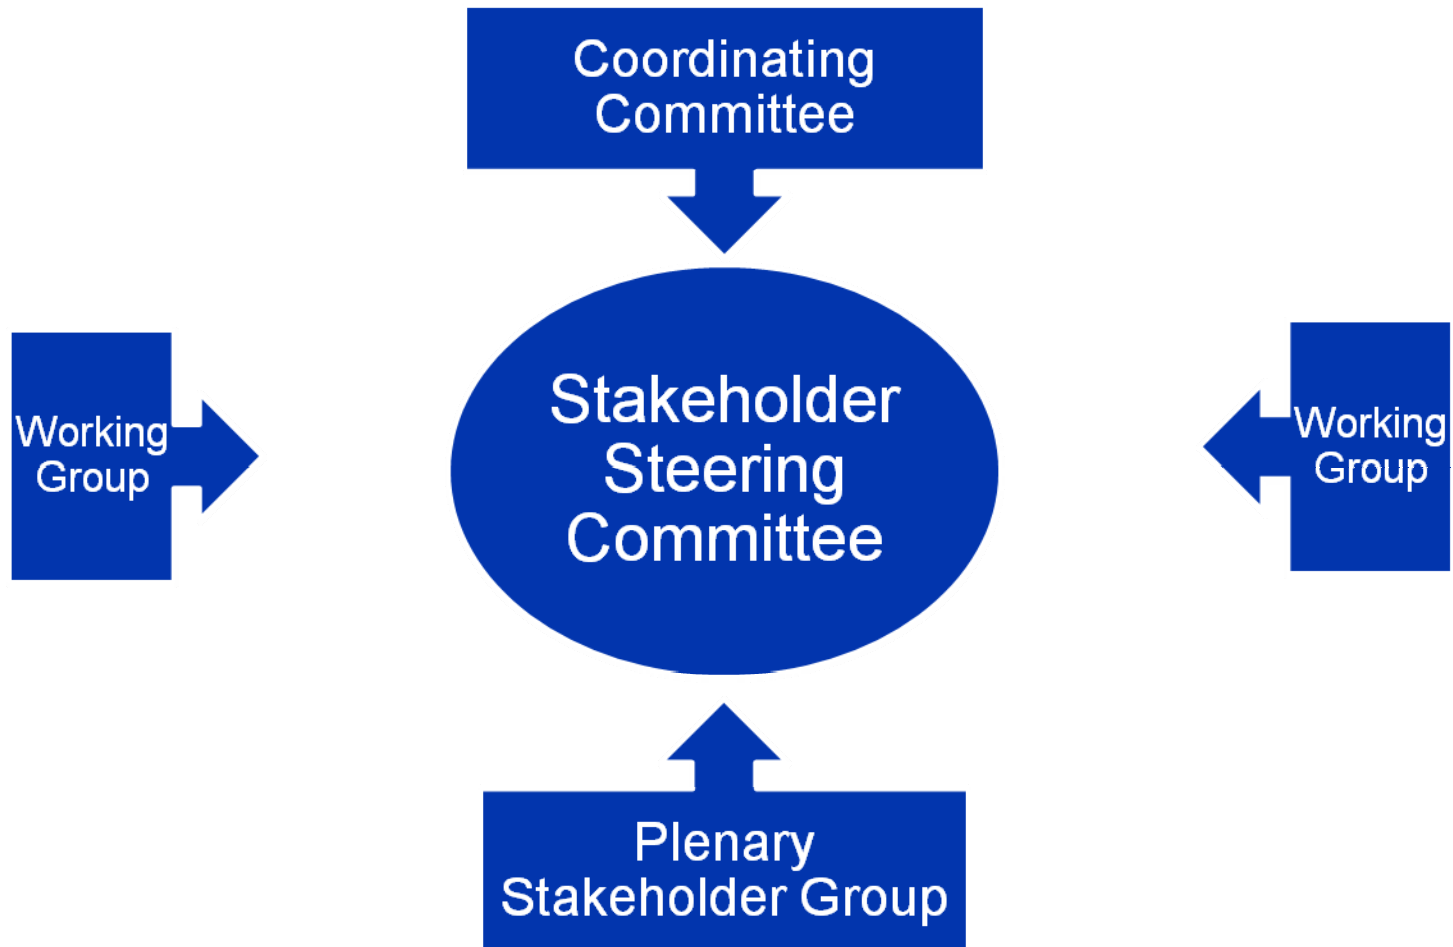 Coordinating
Committee
Stakeholder
Steering
Committee
Working
Group
Working
Group
Plenary
Stakeholder Group